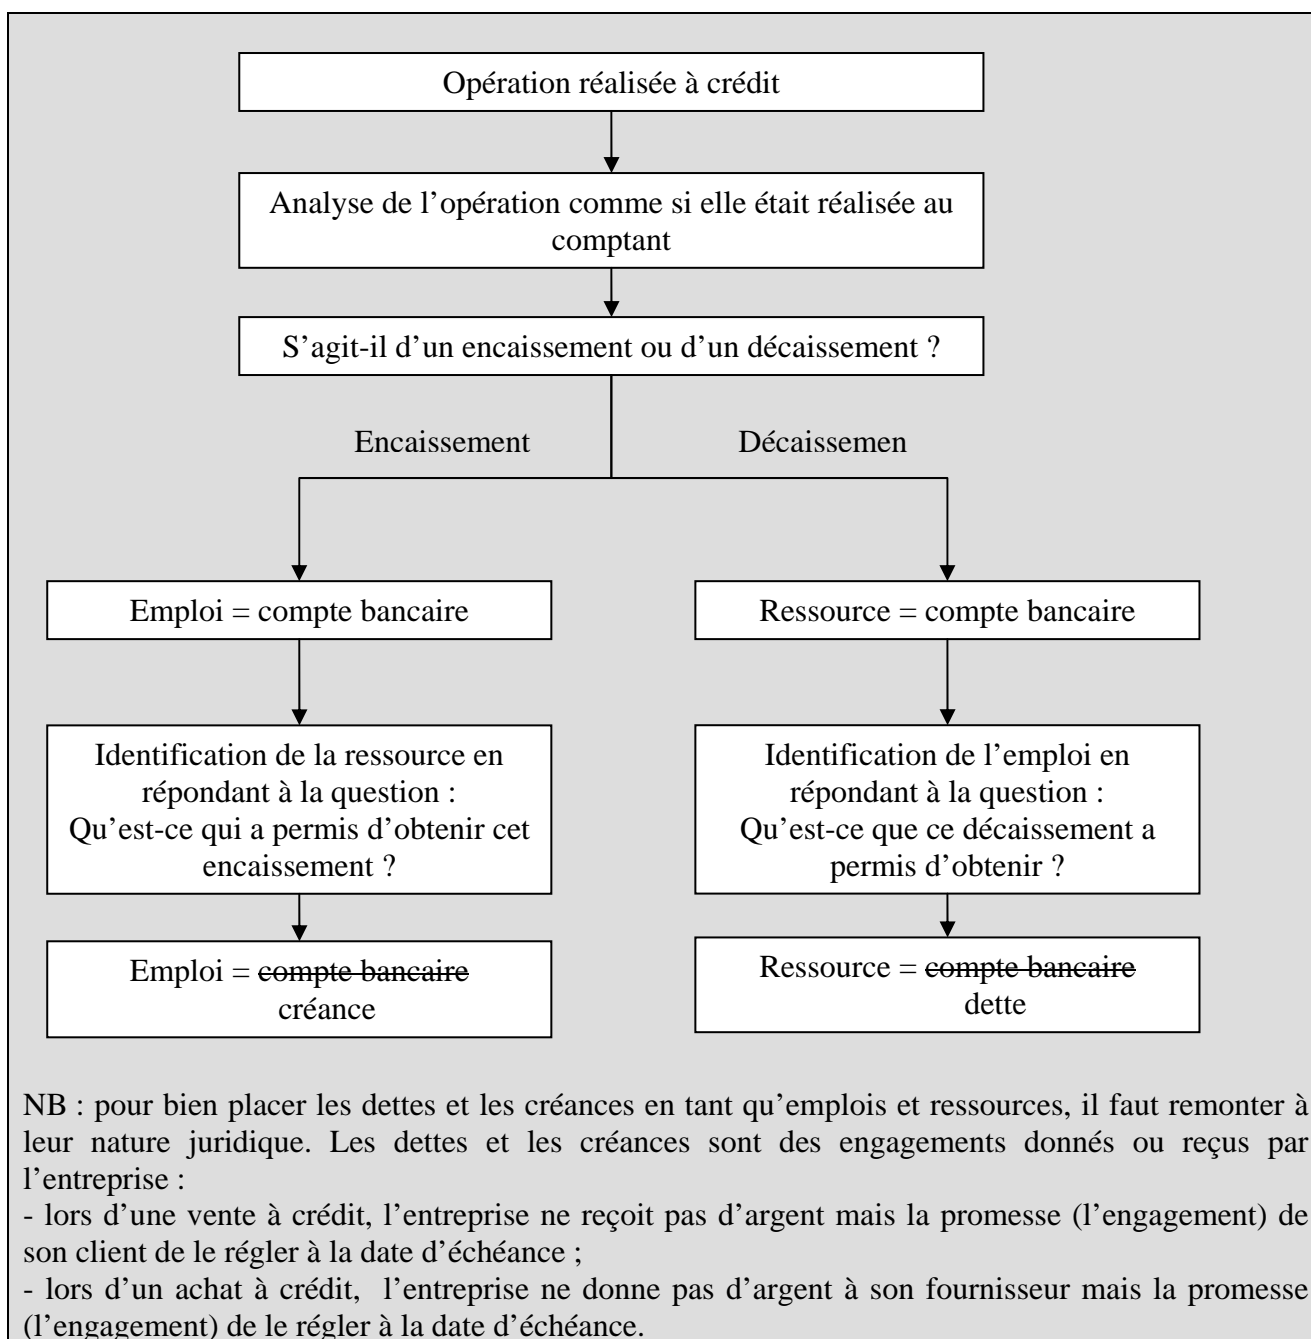 Opération réalisée à crédit
Analyse de l’opération comme si elle était réalisée au
comptant
S’agit-il d’un encaissement ou d’un décaissement ?
Encaissement
Décaissemen
Emploi = compte bancaire
Ressource = compte bancaire
Identification de la ressource en
répondant à la question :
Qu’est-ce qui a permis d’obtenir cet
encaissement ?
Identification de l’emploi en
répondant à la question :
Qu’est-ce que ce décaissement a
permis d’obtenir ?
Emploi = compte bancaire
créance
Ressource = compte bancaire
dette
NB : pour bien placer les dettes et les créances en tant qu’emplois et ressources, il faut remonter à
leur nature juridique. Les dettes et les créances sont des engagements donnés ou reçus par
l’entreprise :
- lors d’une vente à crédit, l’entreprise ne reçoit pas d’argent mais la promesse (l’engagement) de
son client de le régler à la date d’échéance ;
- lors d’un achat à crédit, l’entreprise ne donne pas d’argent à son fournisseur mais la promesse
(l’engagement) de le régler à la date d’échéance.